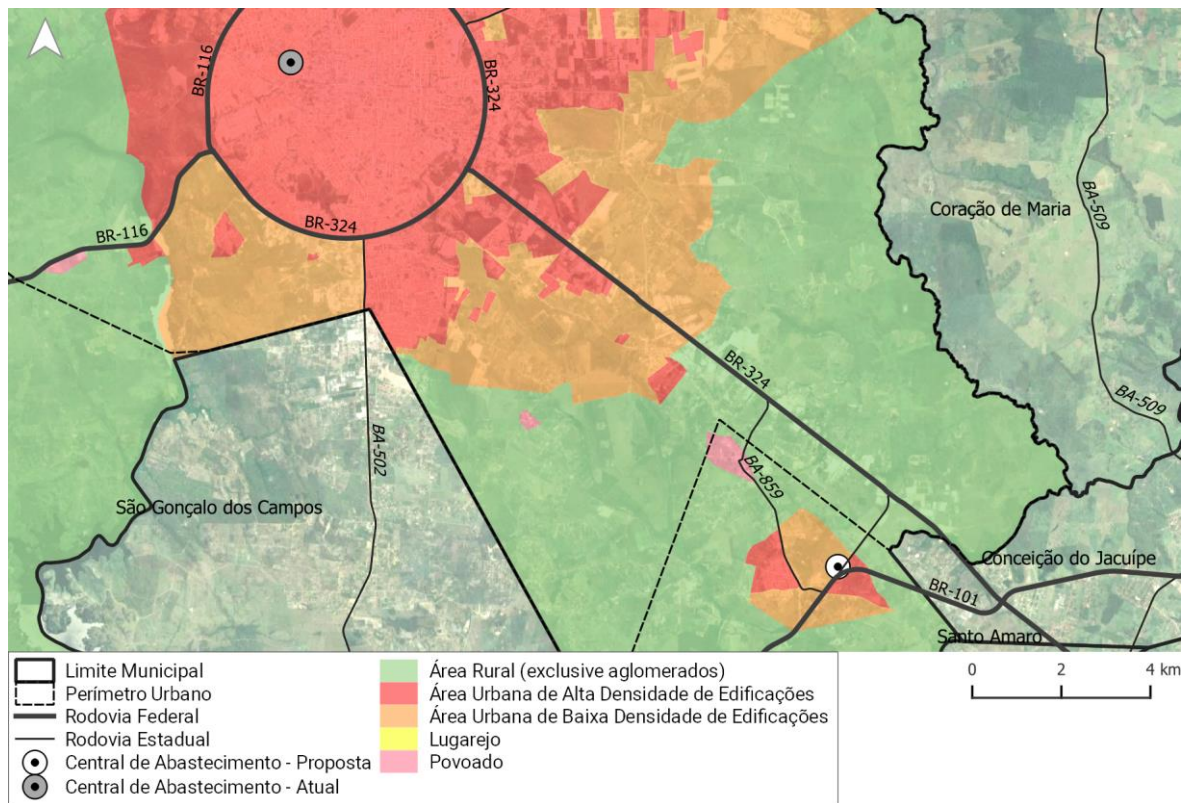 BR-116
BR-324
BR-324
BR-116
BA-509
Coração de Maria
BR-324
BA-509
BA-502
BA-859
São Gonçalo dos Campos
Conceição do Jacuípe
BR-101
Santo Amaro
Limite Municipal
Perímetro Urbano
Rodovia Federal
Rodovia Estadual
Central de Abastecimento - Proposta
Central de Abastecimento - Atual
Área Rural (exclusive aglomerados)
Área Urbana de Alta Densidade de Edificações
Área Urbana de Baixa Densidade de Edificações
Lugarejo
Povoado
0 2 4 km